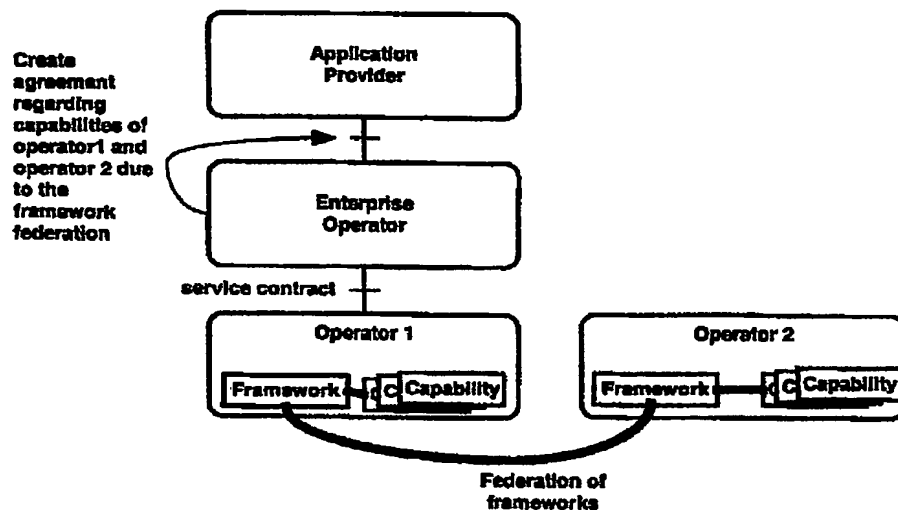 Create
agreement
regarding
capabilities of
operator1 and
operator 2 due
to the
framework
federation
Application
Provider
Enterprise
Operator
service contract
Operator 1
Framework
C
C
Capability
Operator 2
Framework
C
C
Capability
Federation of
frameworks